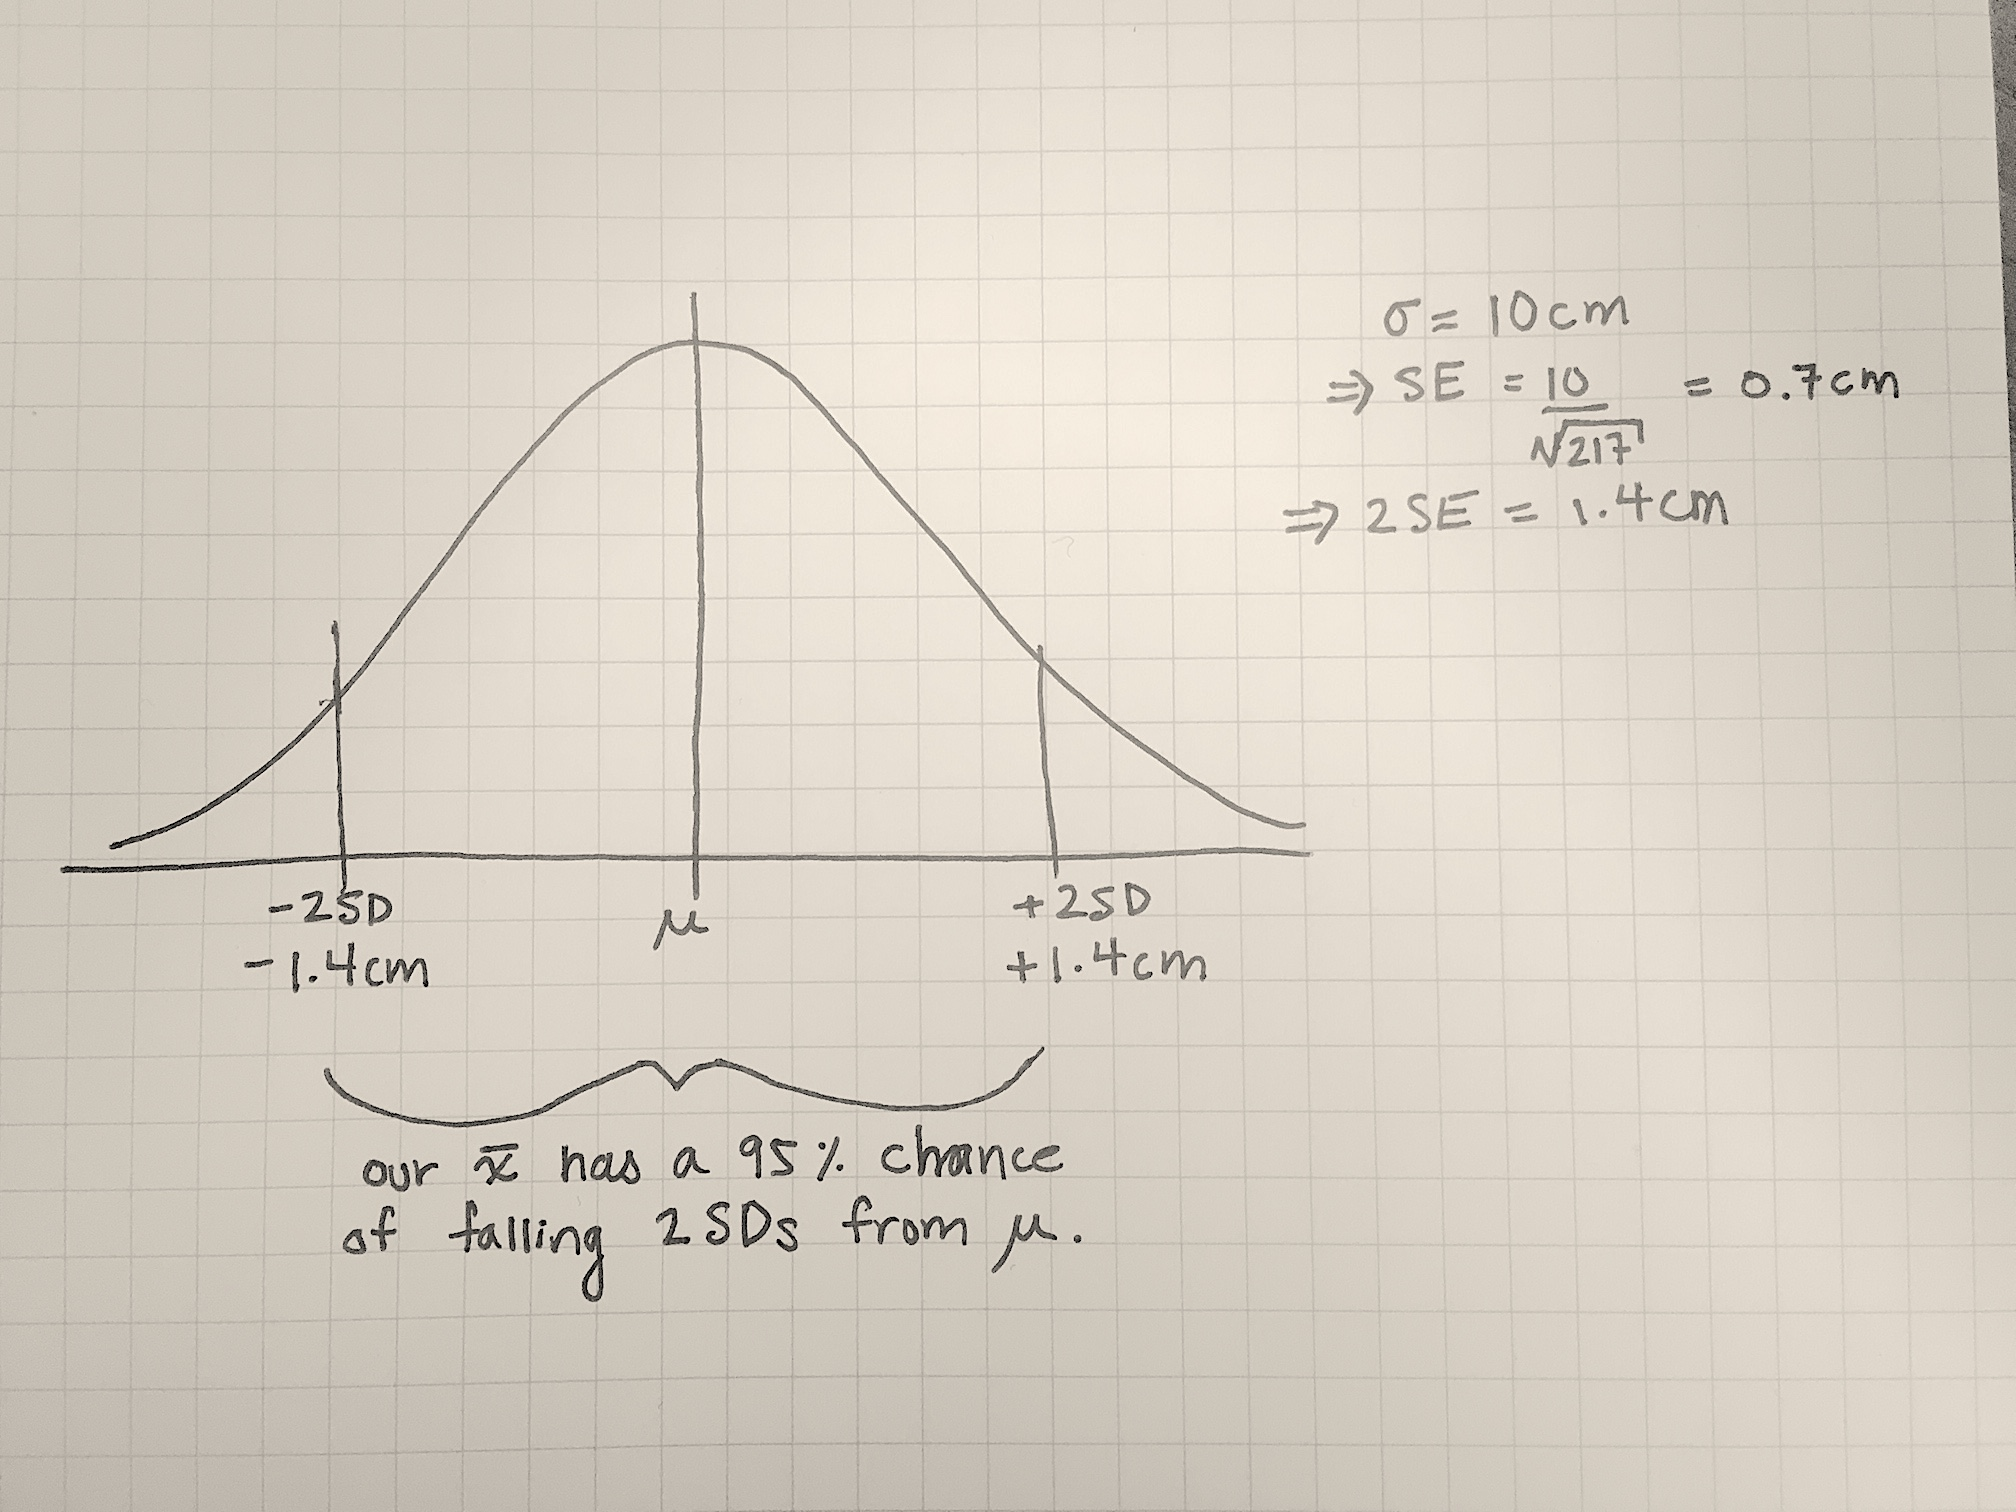 σ = 10cm
⇒ SE = 10/√217 = 0.7cm
⇒ 2SE = 1.4cm
-2SD μ +2SD
-1.4cm +1.4cm
our x̄ has a 95% chance
of falling 2SDs from μ.